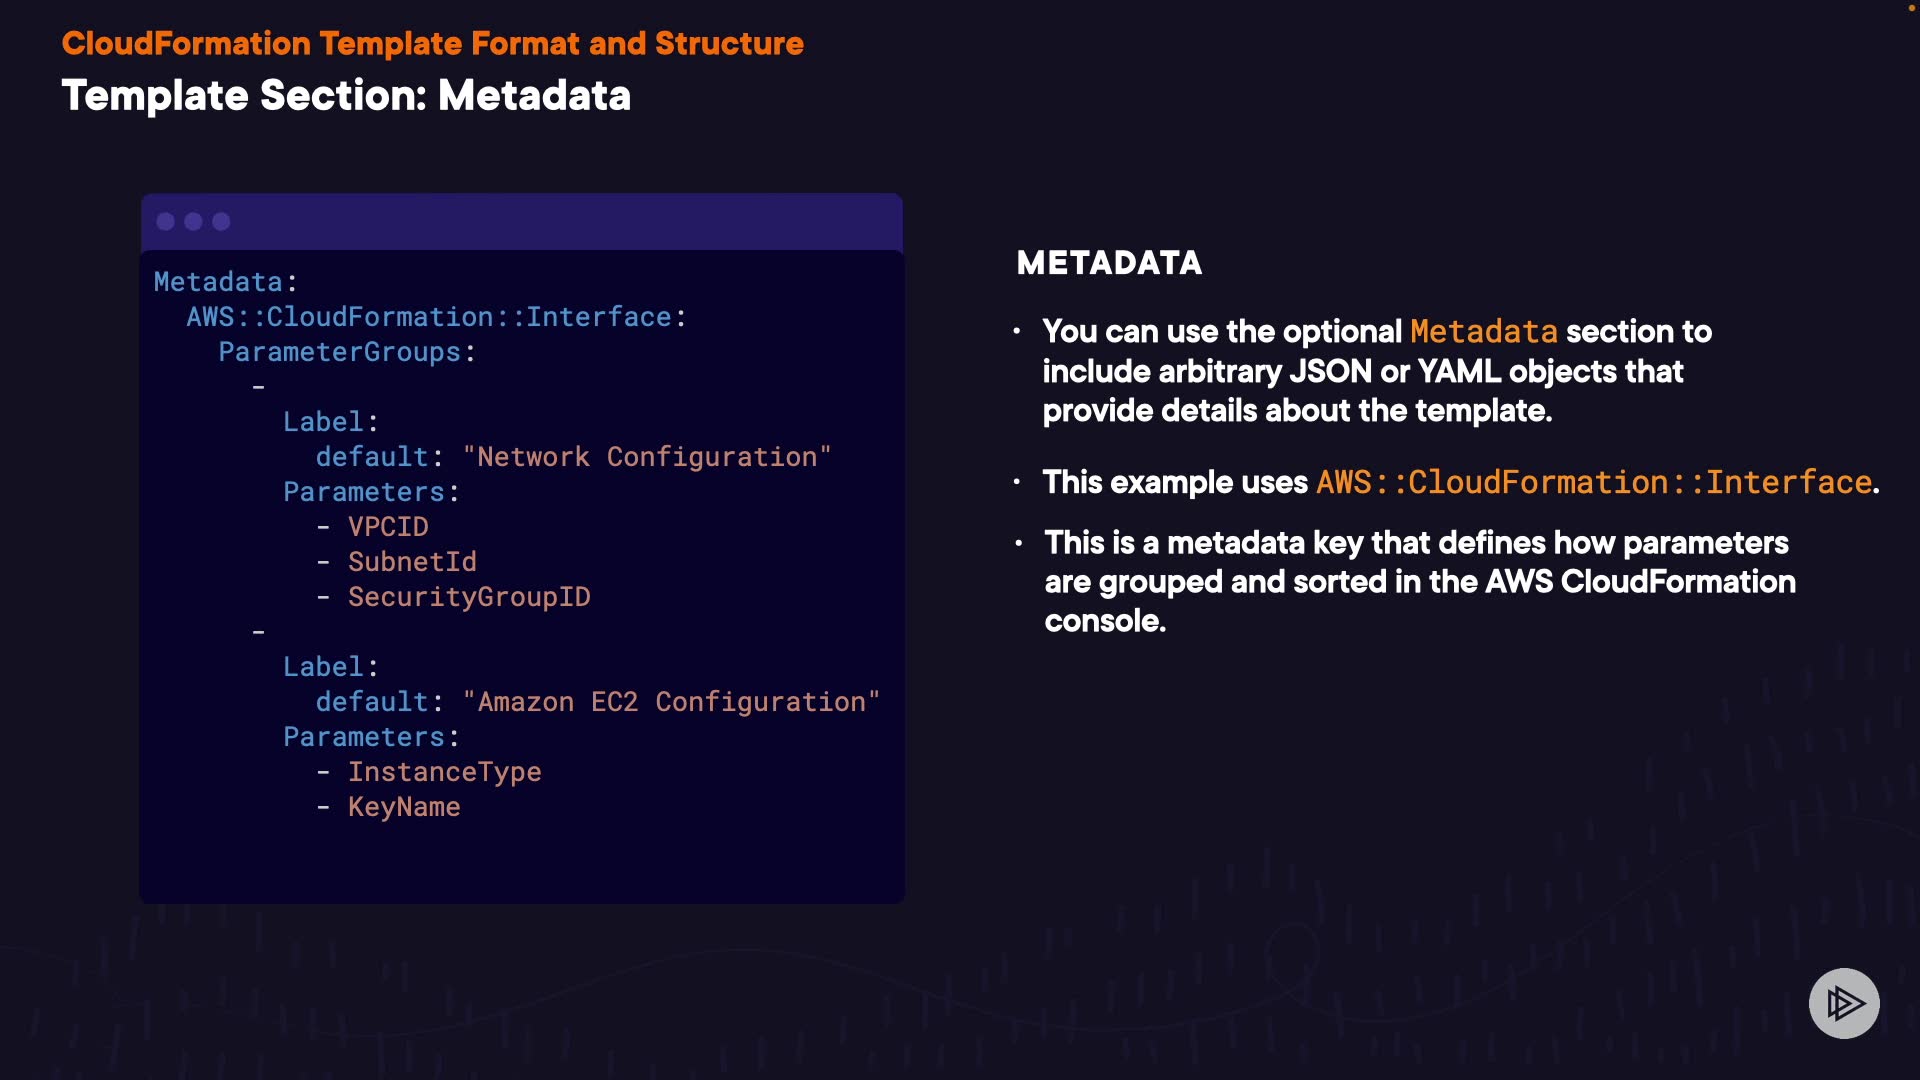 CloudFormation Template Format and Structure
Template Section: Metadata
Metadata:
  AWS::CloudFormation::Interface:
    ParameterGroups:
      -
        Label:
          default: "Network Configuration"
        Parameters:
          - VPCID
          - SubnetId
          - SecurityGroupID
      -
        Label:
          default: "Amazon EC2 Configuration"
        Parameters:
          - InstanceType
          - KeyName
METADATA
• You can use the optional Metadata section to
include arbitrary JSON or YAML objects that
provide details about the template.
• This example uses AWS::CloudFormation::Interface.
• This is a metadata key that defines how parameters
are grouped and sorted in the AWS CloudFormation
console.